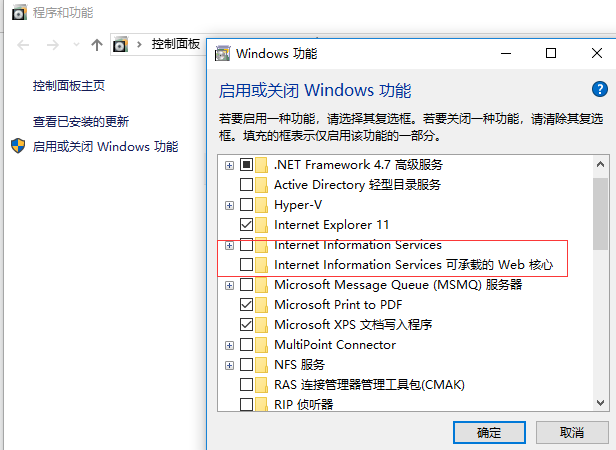 程序和功能
控制面板
控制面板主页
查看已安装的更新
启用或关闭 Windows 功能
Windows 功能
启用或关闭 Windows 功能
若要启用一种功能，请选择其复选框。若要关闭一种功能，请清除其复选
框。填充的框表示仅启用该功能的一部分。
.NET Framework 4.7 高级服务
Active Directory 轻型目录服务
Hyper-V
Internet Explorer 11
Internet Information Services
Internet Information Services 可承载的 Web 核心
Microsoft Message Queue (MSMQ) 服务器
Microsoft Print to PDF
Microsoft XPS 文档写入程序
MultiPoint Connector
NFS 服务
RAS 连接管理器管理工具包(CMAK)
RIP 侦听器
确定
取消